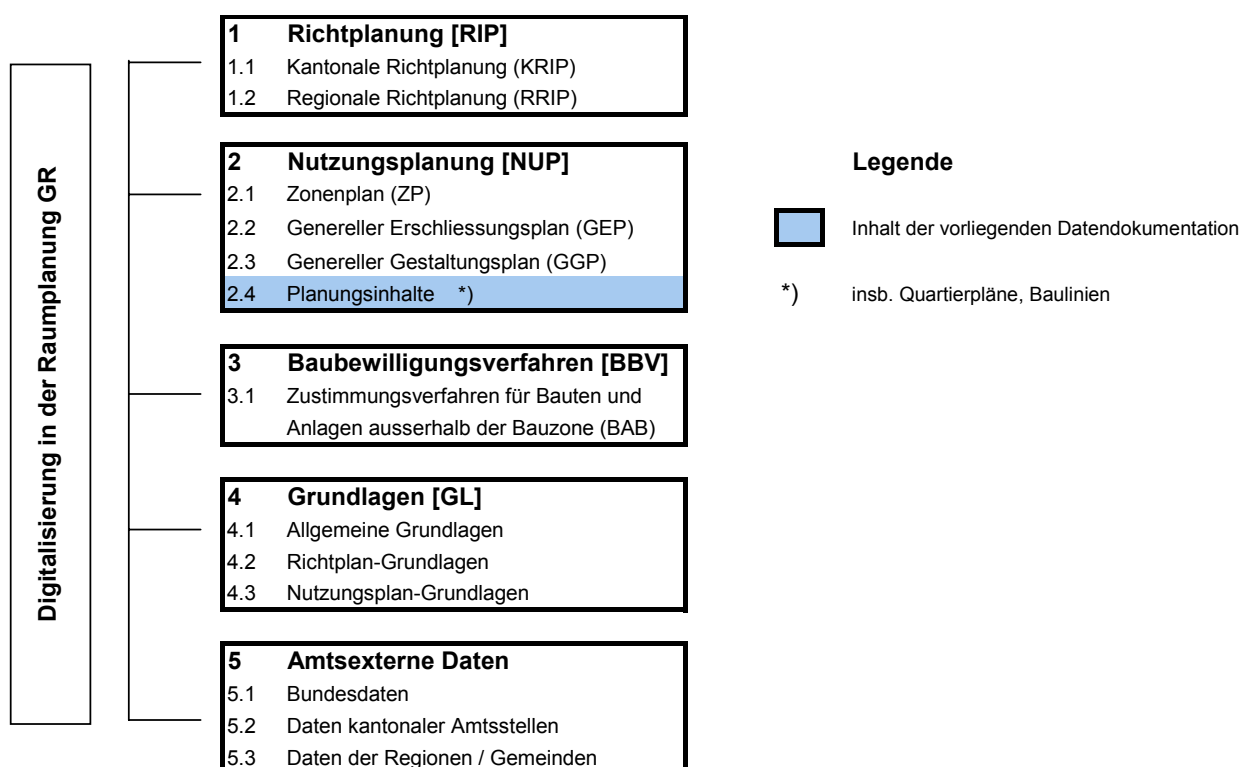 Digitalisierung in der Raumplanung GR
1 Richtplanung [RIP]
1.1 Kantonale Richtplanung (KRIP)
1.2 Regionale Richtplanung (RRIP)
2 Nutzungsplanung [NUP]
2.1 Zonenplan (ZP)
2.2 Genereller Erschliessungsplan (GEP)
2.3 Genereller Gestaltungsplan (GGP)
2.4 Planungsinhalte *)
3 Baubewilligungsverfahren [BBV]
3.1 Zustimmungsverfahren für Bauten und
Anlagen ausserhalb der Bauzone (BAB)
4 Grundlagen [GL]
4.1 Allgemeine Grundlagen
4.2 Richtplan-Grundlagen
4.3 Nutzungsplan-Grundlagen
5 Amtsexterne Daten
5.1 Bundesdaten
5.2 Daten kantonaler Amtsstellen
5.3 Daten der Regionen / Gemeinden
Legende
Inhalt der vorliegenden Datendokumentation
*) insb. Quartierpläne, Baulinien